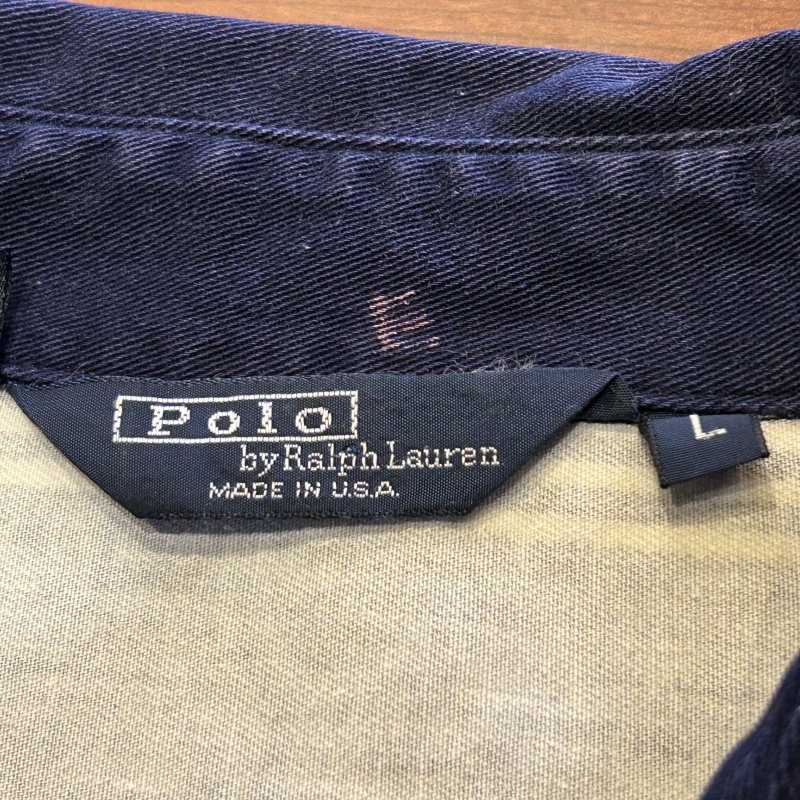 Polo
by Ralph Lauren
MADE IN U.S.A.
L